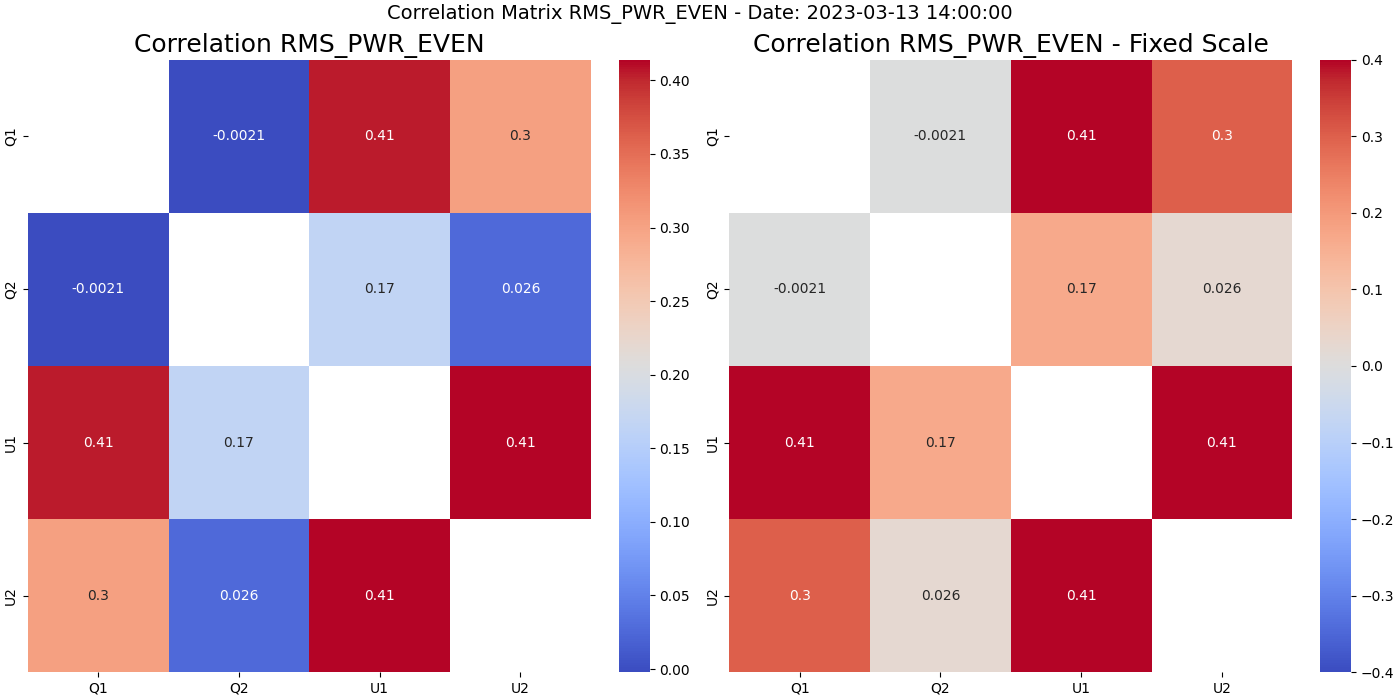 Correlation Matrix RMS_PWR_EVEN - Date: 2023-03-13 14:00:00
Correlation RMS_PWR_EVEN
Q1
-0.0021
0.41
0.3
Q2
-0.0021
0.17
0.026
U1
0.41
0.17
0.41
U2
0.3
0.026
0.41
Q1
Q2
U1
U2
0.40
0.35
0.30
0.25
0.20
0.15
0.10
0.05
0.00
Correlation RMS_PWR_EVEN - Fixed Scale
Q1
-0.0021
0.41
0.3
Q2
-0.0021
0.17
0.026
U1
0.41
0.17
0.41
U2
0.3
0.026
0.41
Q1
Q2
U1
U2
0.4
0.3
0.2
0.1
0.0
−0.1
−0.2
−0.3
−0.4